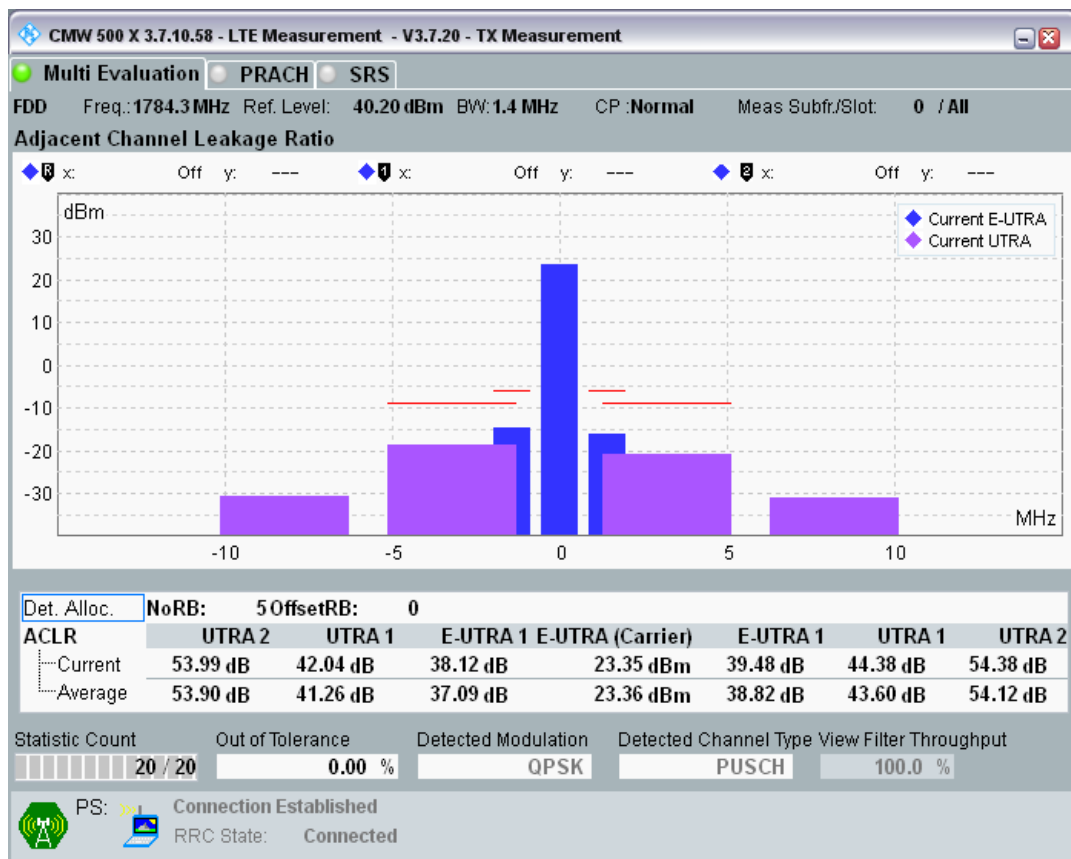 CMW 500 X 3.7.10.58 - LTE Measurement - V3.7.20 - TX Measurement
Multi Evaluation PRACH SRS
FDD Freq.: 1784.3 MHz Ref. Level: 40.20 dBm BW: 1.4 MHz CP : Normal Meas Subfr./Slot: 0 / All
Adjacent Channel Leakage Ratio
R x: Off y: --- 1 x: Off y: --- 2 x: Off y: ---
dBm
Current E-UTRA
Current UTRA
30
20
10
0
-10
-20
-30
MHz
-10 -5 0 5 10
Det. Alloc. NoRB: 5 OffsetRB: 0
ACLR UTRA 2 UTRA 1 E-UTRA 1 E-UTRA (Carrier) E-UTRA 1 UTRA 1 UTRA 2
Current 53.99 dB 42.04 dB 38.12 dB 23.35 dBm 39.48 dB 44.38 dB 54.38 dB
Average 53.90 dB 41.26 dB 37.09 dB 23.36 dBm 38.82 dB 43.60 dB 54.12 dB
Statistic Count Out of Tolerance Detected Modulation Detected Channel Type View Filter Throughput
20 / 20 0.00 % QPSK PUSCH 100.0 %
PS: Connection Established
RRC State: Connected